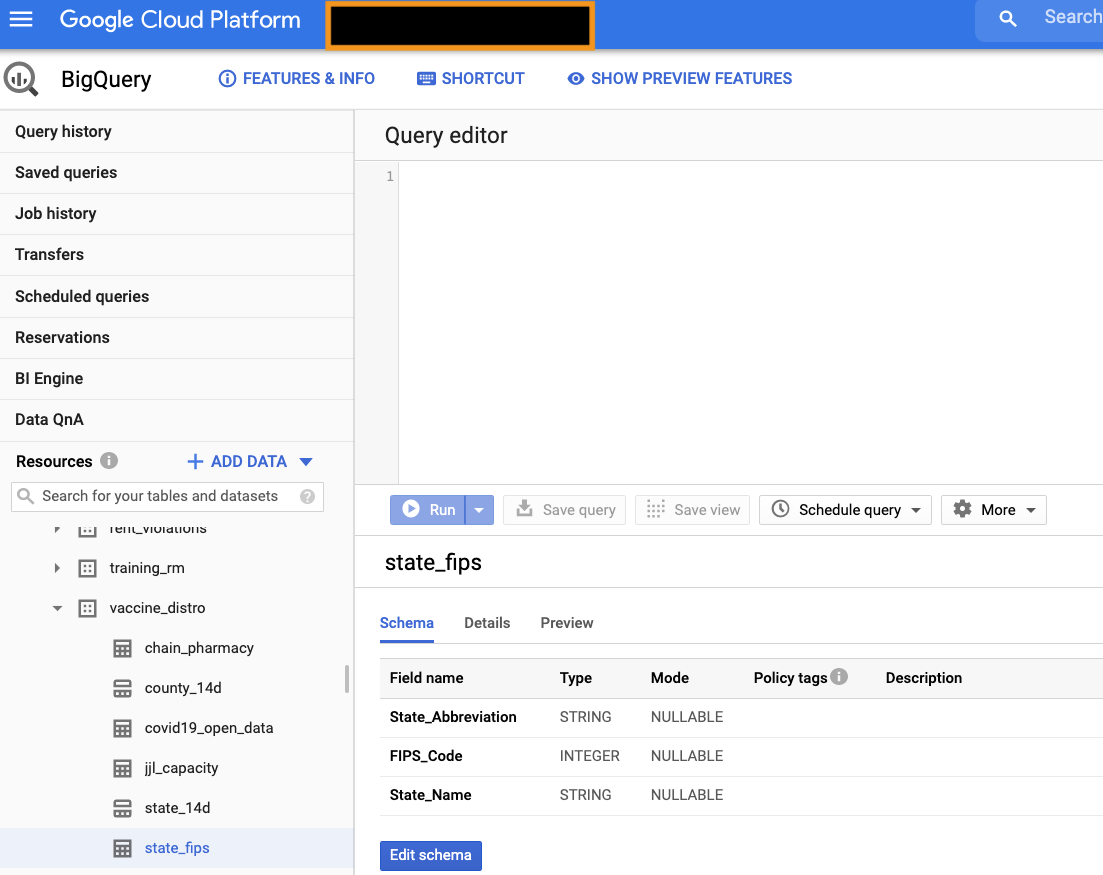 Google Cloud Platform
Search
BigQuery
FEATURES & INFO
SHORTCUT
SHOW PREVIEW FEATURES
Query history
Saved queries
Job history
Transfers
Scheduled queries
Reservations
BI Engine
Data QnA
Resources
ADD DATA
Search for your tables and datasets
rent_violations
training_rm
vaccine_distro
chain_pharmacy
county_14d
covid19_open_data
jjl_capacity
state_14d
state_fips
Query editor
1
Run
Save query
Save view
Schedule query
More
state_fips
Schema Details Preview
Field name Type Mode Policy tags Description
State_Abbreviation STRING NULLABLE
FIPS_Code INTEGER NULLABLE
State_Name STRING NULLABLE
Edit schema